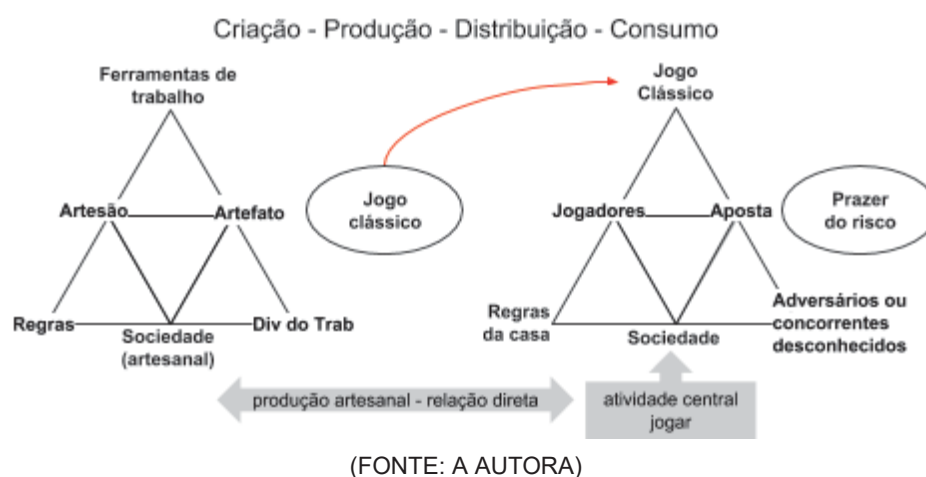 Criação - Produção - Distribuição - Consumo
Ferramentas de
trabalho
Artesão
Artefato
Regras
Sociedade
(artesanal)
Div do Trab
Jogo
clássico
Jogo
Clássico
Jogadores
Aposta
Prazer
do risco
Regras
da casa
Sociedade
Adversários ou
concorrentes
desconhecidos
produção artesanal - relação direta
atividade central
jogar
(FONTE: A AUTORA)